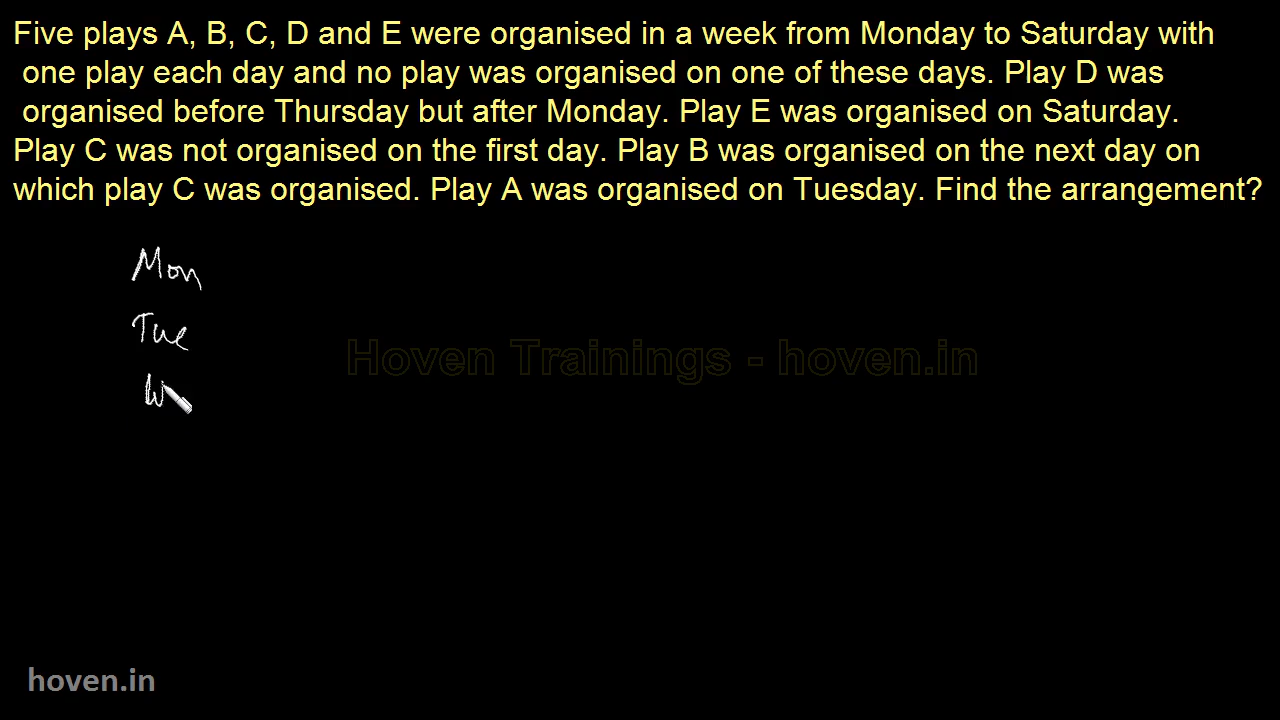 Five plays A, B, C, D and E were organised in a week from Monday to Saturday with
one play each day and no play was organised on one of these days. Play D was
organised before Thursday but after Monday. Play E was organised on Saturday.
Play C was not organised on the first day. Play B was organised on the next day on
which play C was organised. Play A was organised on Tuesday. Find the arrangement?
Mon
Tue
W
Hoven Trainings - hoven.in
hoven.in